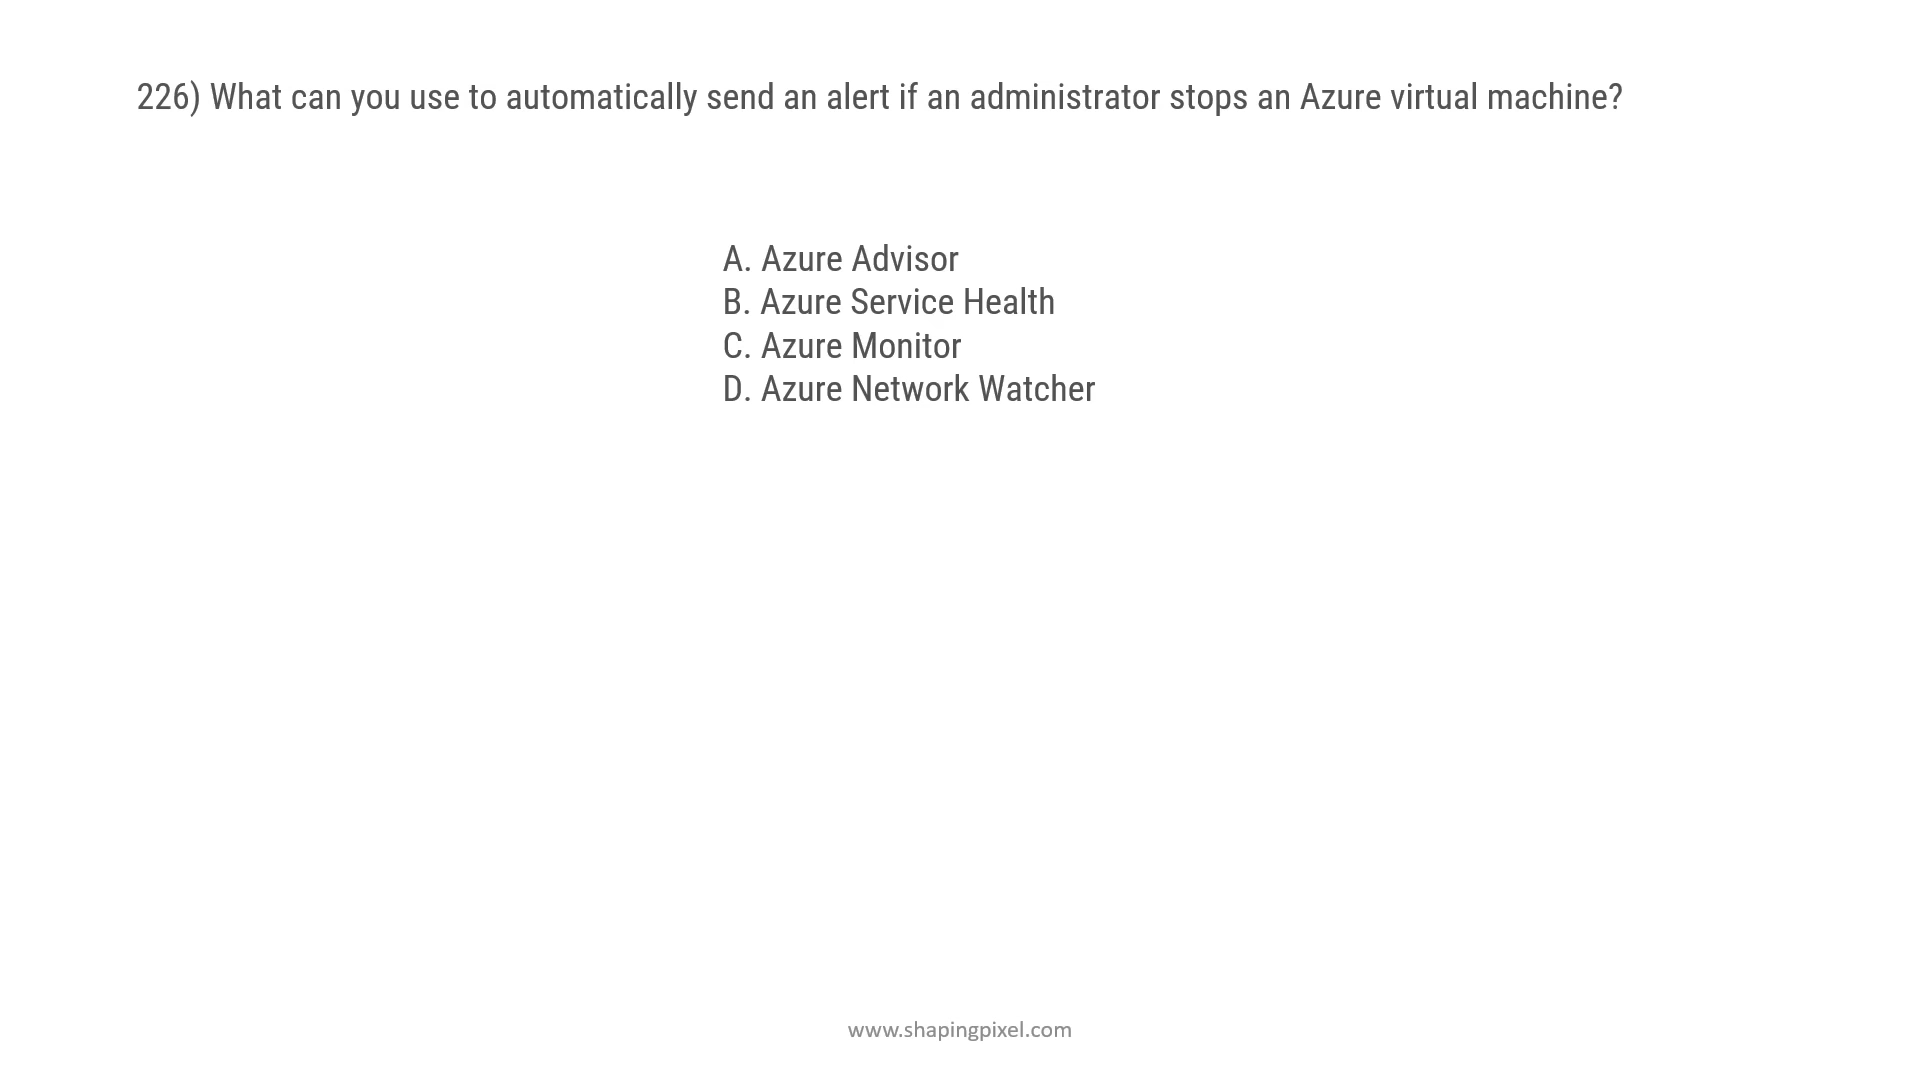 226) What can you use to automatically send an alert if an administrator stops an Azure virtual machine?
A. Azure Advisor
B. Azure Service Health
C. Azure Monitor
D. Azure Network Watcher
www.shapingpixel.com